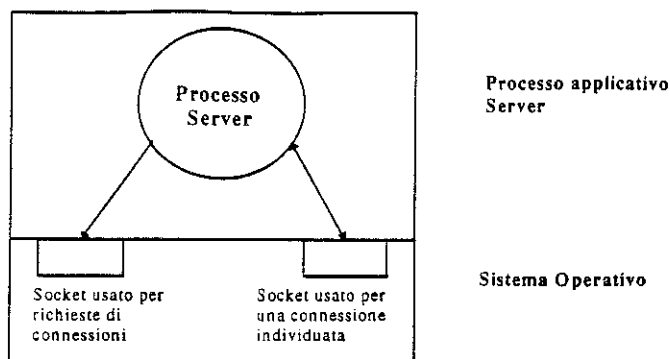 Processo
Server
Processo applicativo
Server
Socket usato per
richieste di
connessioni
Socket usato per
una connessione
individuata
Sistema Operativo